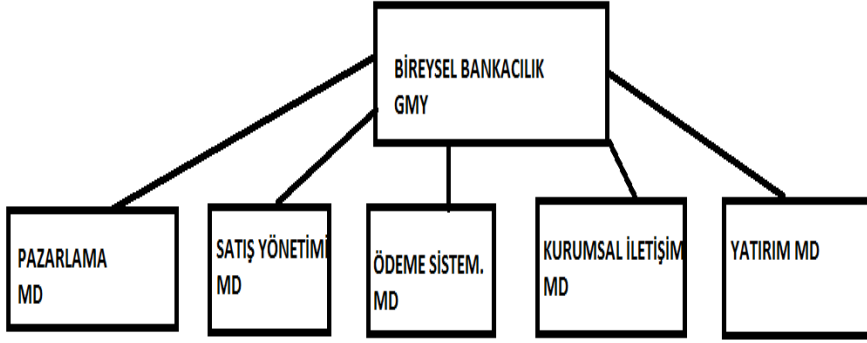 BİREYSEL BANKACILIK
GMY
PAZARLAMA
MD
SATIŞ YÖNETİMİ
MD
ÖDEME SİSTEM.
MD
KURUMSAL İLETİŞİM
MD
YATIRIM MD